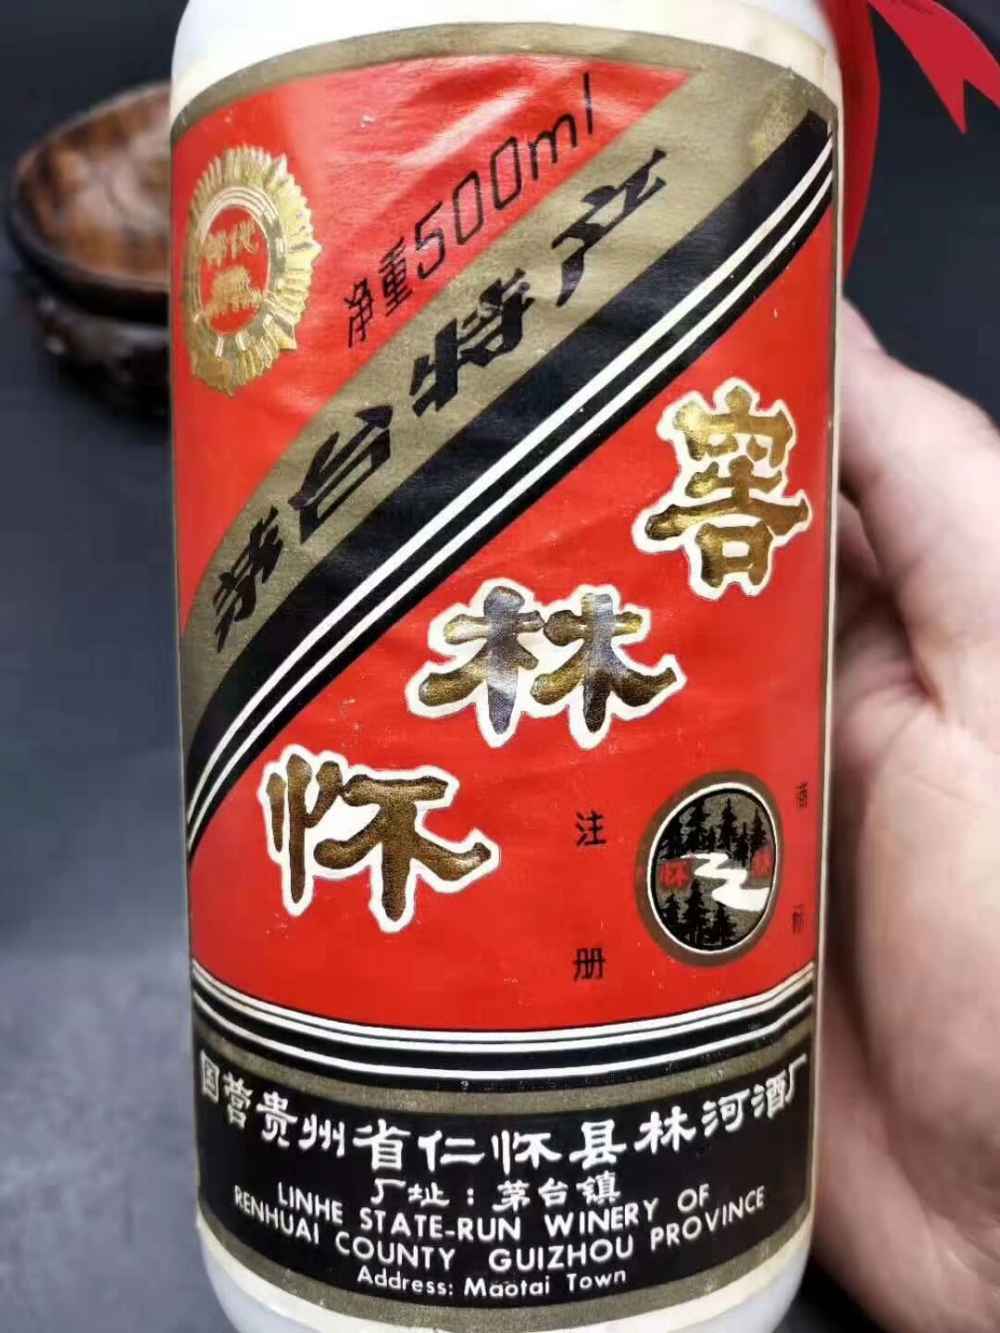 净重500ml
茅台特产
怀林窖
注册
怀林
国营贵州省仁怀县林河酒厂
厂址：茅台镇
LINHE STATE-RUN WINERY OF
RENHUAI COUNTY GUIZHOU PROVINCE
Address: Maotai Town